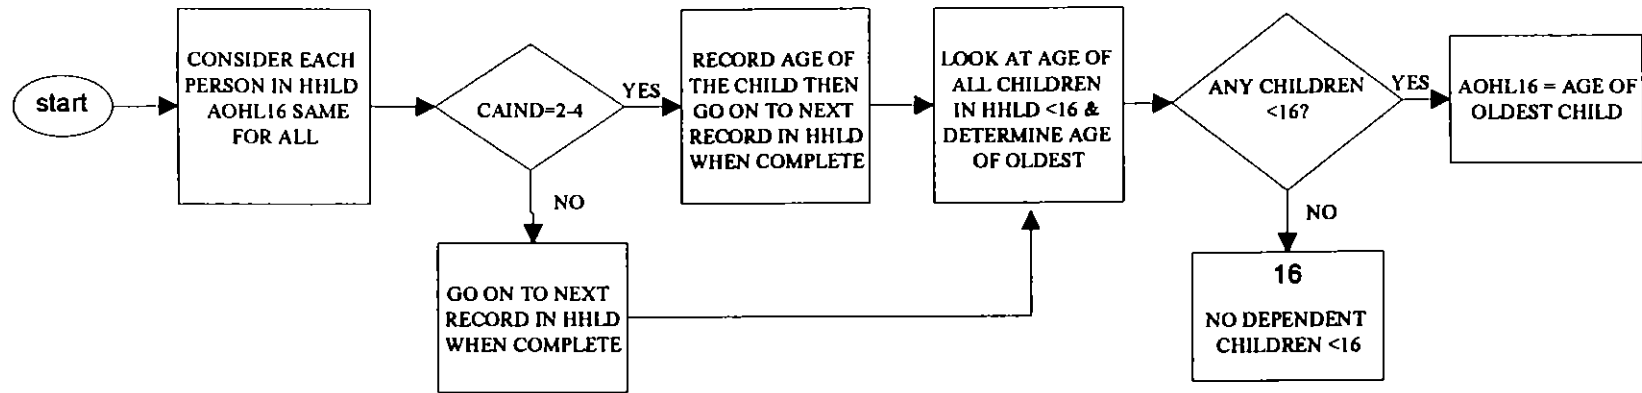 start
CONSIDER EACH
PERSON IN HHLD
AOHL16 SAME
FOR ALL
CAIND=2-4
YES
NO
RECORD AGE OF
THE CHILD THEN
GO ON TO NEXT
RECORD IN HHLD
WHEN COMPLETE
GO ON TO NEXT
RECORD IN HHLD
WHEN COMPLETE
LOOK AT AGE OF
ALL CHILDREN
IN HHLD <16 &
DETERMINE AGE
OF OLDEST
ANY CHILDREN
<16?
YES
NO
AOHL16 = AGE OF
OLDEST CHILD
16
NO DEPENDENT
CHILDREN <16